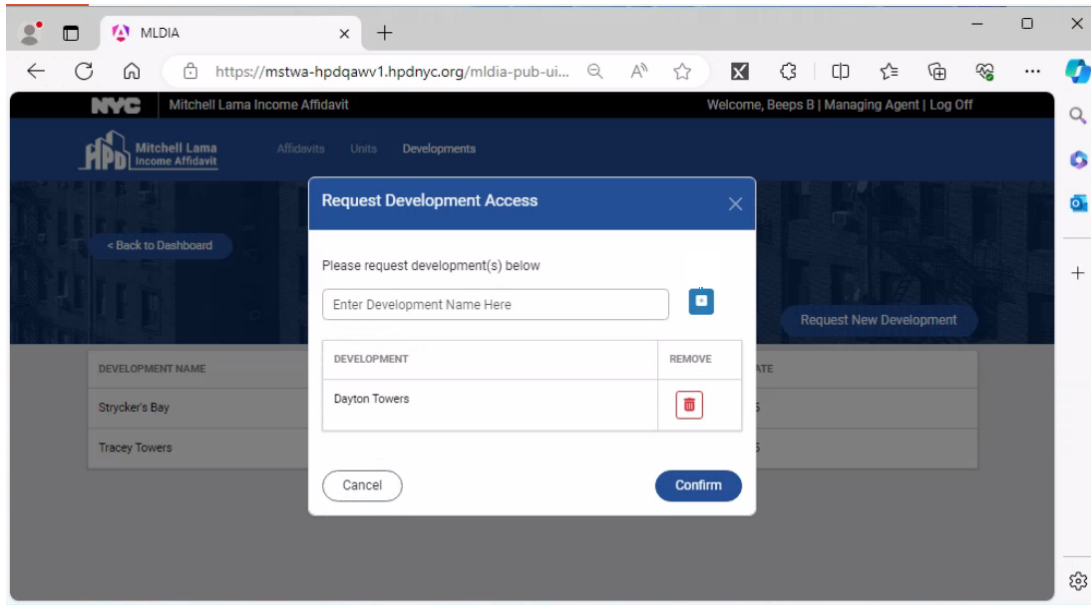 MLDIA
https://mstwa-hpdqawv1.hpdnyc.org/mldia-pub-ui...
NYC Mitchell Lama Income Affidavit Welcome, Beeps B | Managing Agent | Log Off
HPD Mitchell Lama Income Affidavit Affidavits Units Developments
Request Development Access
< Back to Dashboard
Please request development(s) below
Enter Development Name Here
Request New Development
DEVELOPMENT NAME
DEVELOPMENT REMOVE
Strycker's Bay
Dayton Towers
Tracey Towers
Cancel Confirm